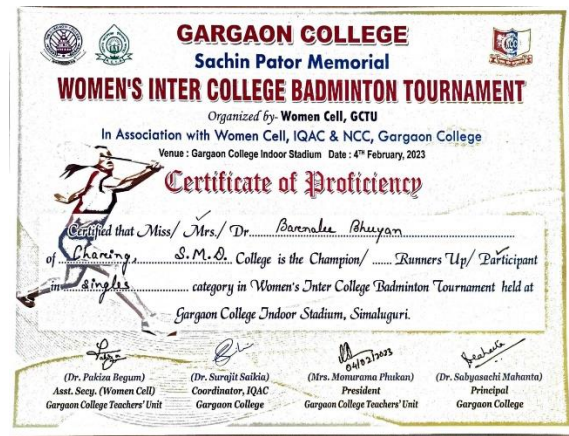 GARGAON COLLEGE
Sachin Pator Memorial
WOMEN'S INTER COLLEGE BADMINTON TOURNAMENT
Organized by- Women Cell, GCTU
In Association with Women Cell, IQAC & NCC, Gargaon College
Venue : Gargaon College Indoor Stadium Date : 4TH February, 2023
Certificate of Proficiency
Certified that Miss/ Mrs./ Dr. Barnalee Bhuyan
of Charing, S.M.D. College is the Champion/ ...... Runners Up/ Participant
in singles category in Women's Inter College Badminton Tournament held at
Gargaon College Indoor Stadium, Simaluguri.
04/02/2023
(Dr. Pakiza Begum) (Dr. Surajit Saikia) (Mrs. Monurama Phukan) (Dr. Sabyasachi Mahanta)
Asst. Secy. (Women Cell) Coordinator, IQAC President Principal
Gargaon College Teachers' Unit Gargaon College Gargaon College Teachers' Unit Gargaon College